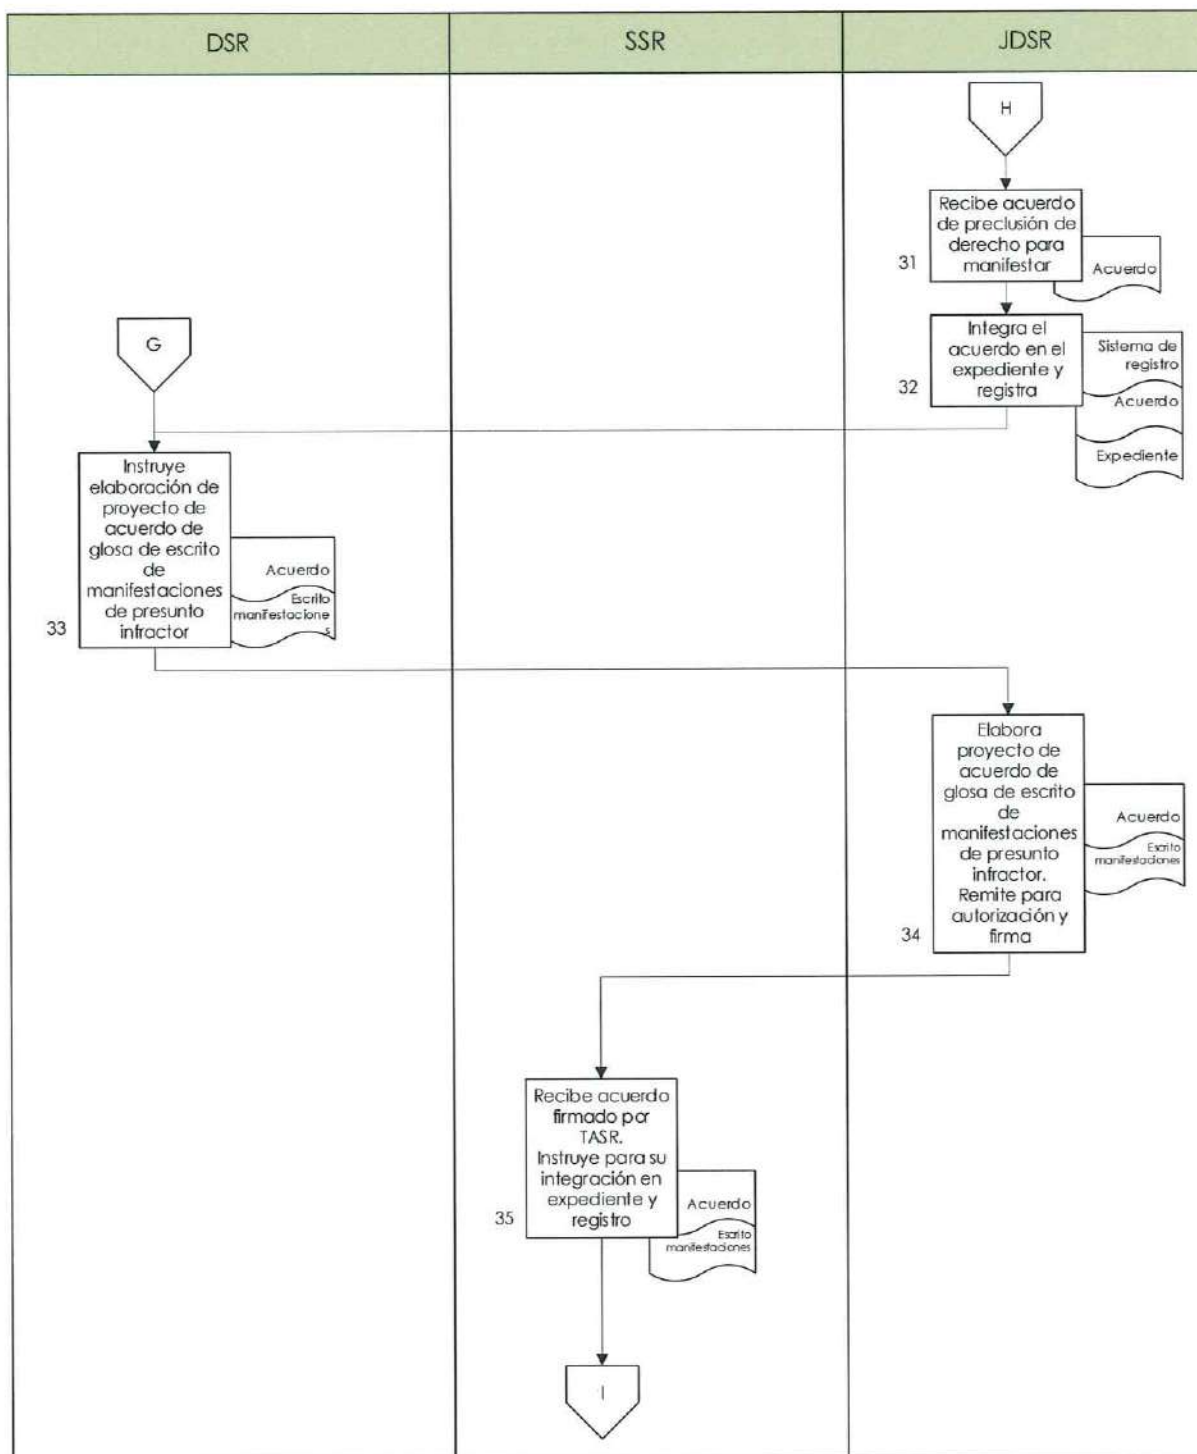 DSR
SSR
JDSR
H
Recibe acuerdo
de preclusión de
derecho para
manifestar
31
Acuerdo
Integra el
acuerdo en el
expediente y
registra
32
Sistema de
registro
Acuerdo
Expediente
G
Instruye
elaboración de
proyecto de
acuerdo de
glosa de escrito
de
manifestaciones
de presunto
infractor
33
Acuerdo
Escrito
manifestacione
s
Elabora
proyecto de
acuerdo de
glosa de escrito
de
manifestaciones
de presunto
infractor.
Remite para
autorización y
firma
34
Acuerdo
Escrito
manifestaciones
Recibe acuerdo
firmado por
TASR.
Instruye para su
integración en
expediente y
registro
35
Acuerdo
Escrito
manifestaciones
I